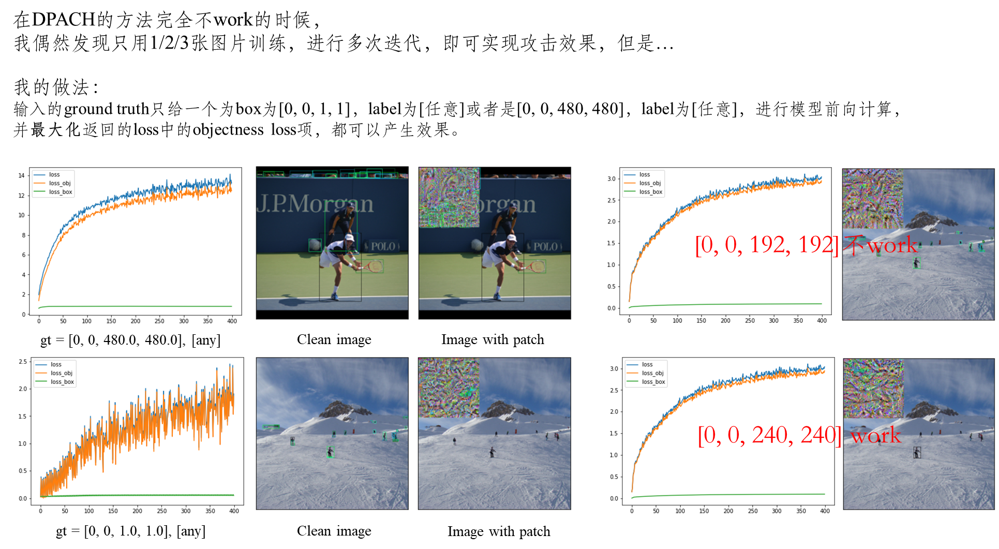 在DPACH的方法完全不work的时候，
我偶然发现只用1/2/3张图片训练，进行多次迭代，即可实现攻击效果，但是…
我的做法：
输入的ground truth只给一个为box为[0, 0, 1, 1]，label为[任意]或者是[0, 0, 480, 480]，label为[任意]，进行模型前向计算，
并最大化返回的loss中的objectness loss项，都可以产生效果。
loss
loss_obj
loss_box
14
12
10
8
6
4
2
0
0 50 100 150 200 250 300 350 400
gt = [0, 0, 480.0, 480.0], [any]
J.P.Morgan
POLO
Clean image
organ
POLO
Image with patch
loss
loss_obj
loss_box
3.0
2.5
2.0
1.5
1.0
0.5
0.0
0 50 100 150 200 250 300 350 400
[0, 0, 192, 192]不work
loss
loss_obj
loss_box
2.5
2.0
1.5
1.0
0.5
0.0
0 50 100 150 200 250 300 350 400
gt = [0, 0, 1.0, 1.0], [any]
Clean image
Image with patch
loss
loss_obj
loss_box
3.0
2.5
2.0
1.5
1.0
0.5
0.0
0 50 100 150 200 250 300 350 400
[0, 0, 240, 240] work